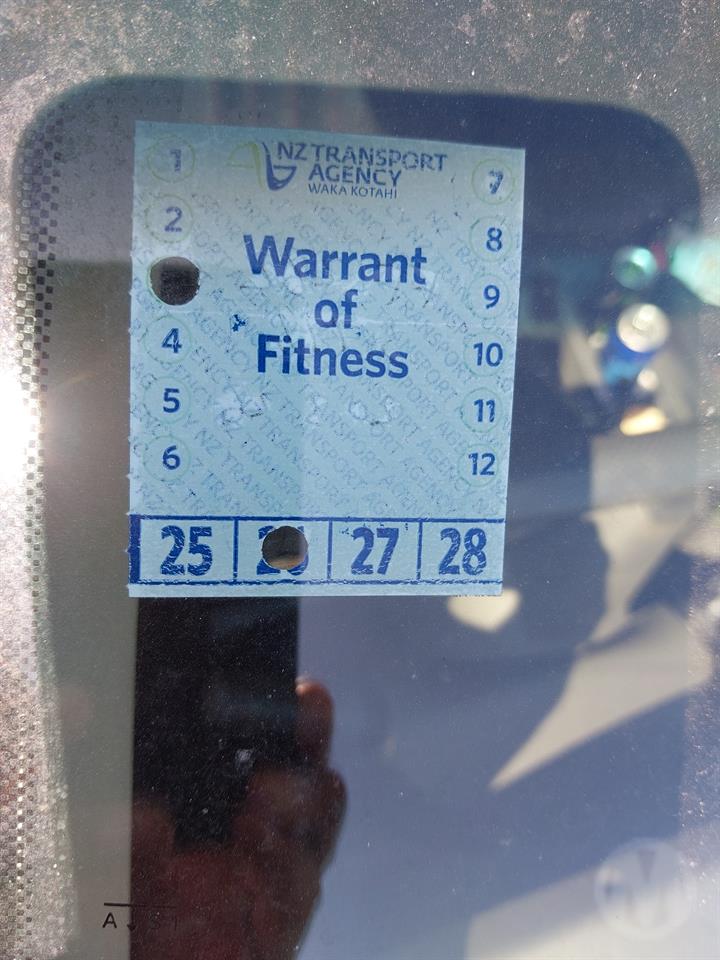 NZ TRANSPORT
AGENCY
WAKA KOTAHI
Warrant
of
Fitness
1
2
4
5
6
7
8
9
10
11
12
25 27 28